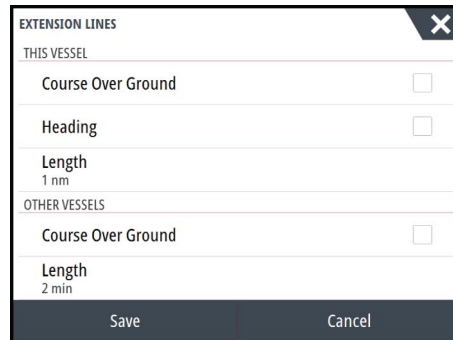 EXTENSION LINES
THIS VESSEL
Course Over Ground
Heading
Length
1 nm
OTHER VESSELS
Course Over Ground
Length
2 min
Save
Cancel